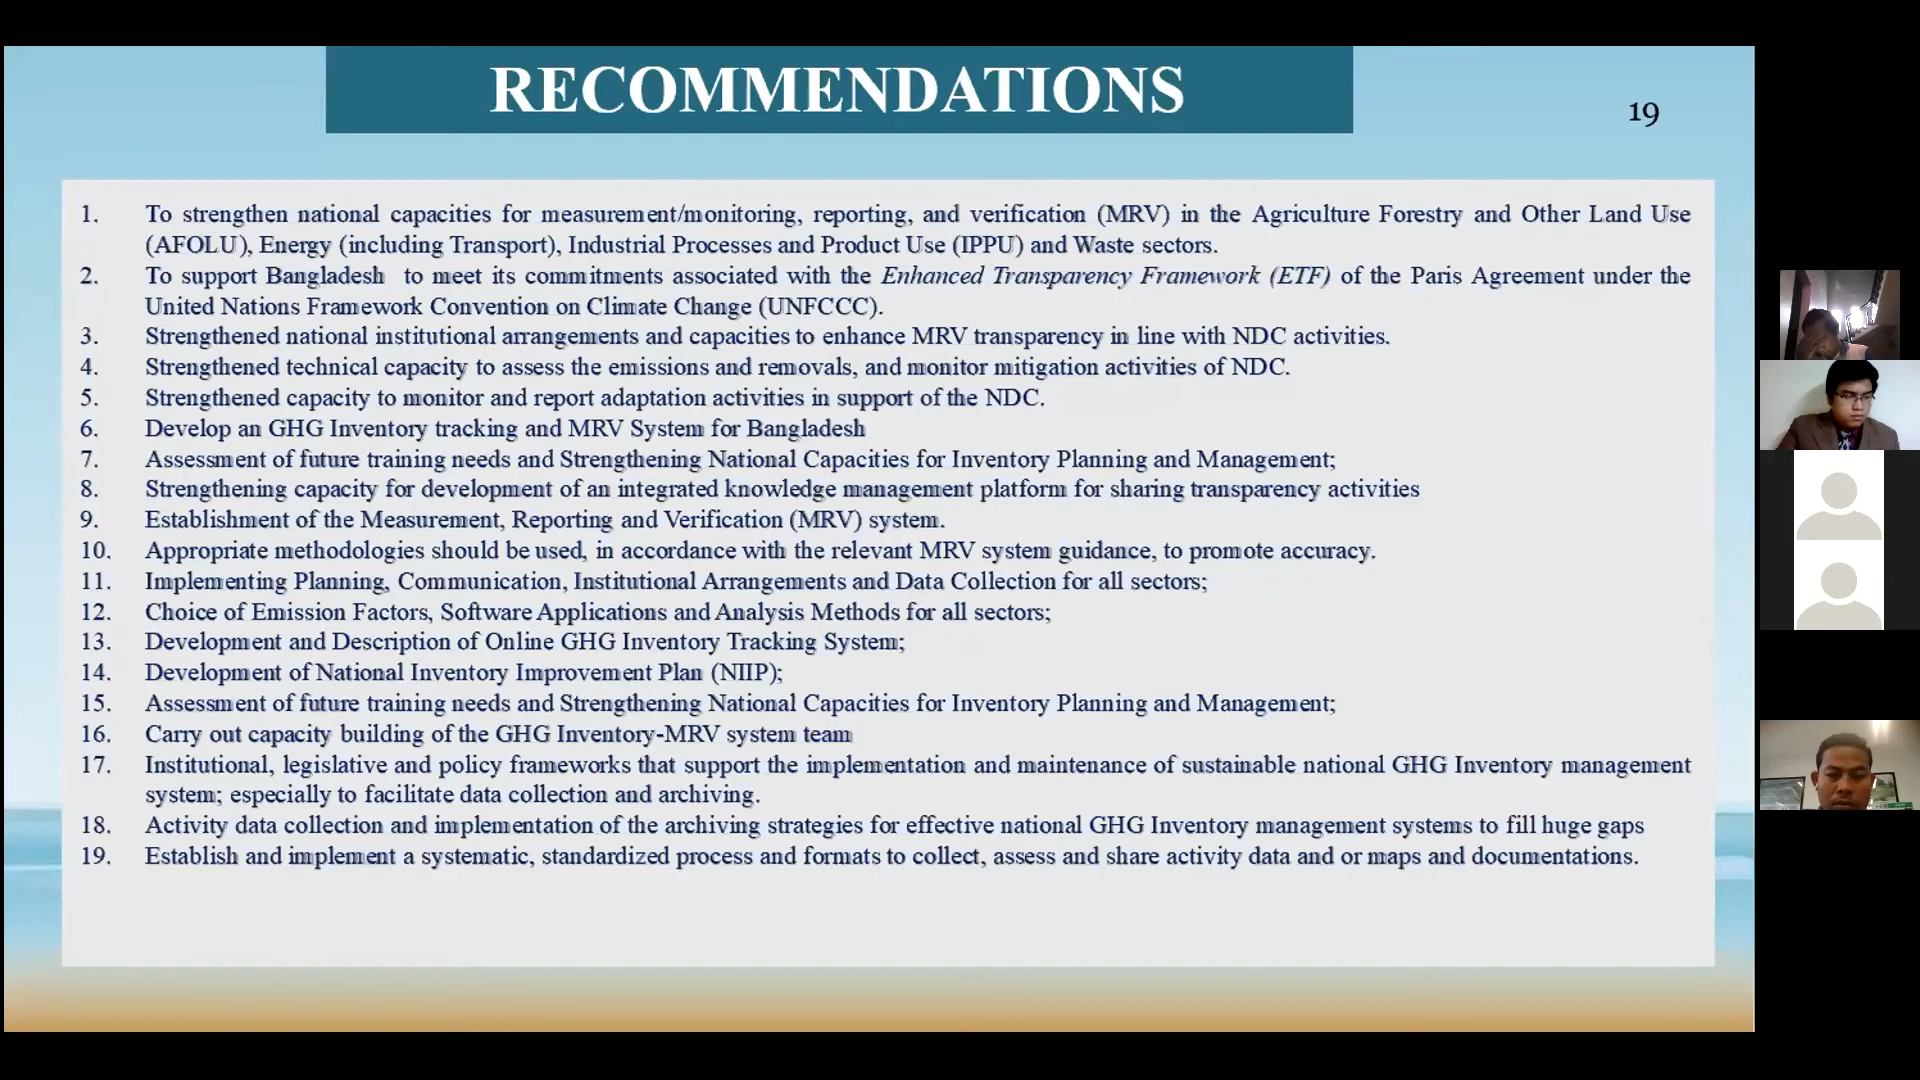 RECOMMENDATIONS
19
1. To strengthen national capacities for measurement/monitoring, reporting, and verification (MRV) in the Agriculture Forestry and Other Land Use
(AFOLU), Energy (including Transport), Industrial Processes and Product Use (IPPU) and Waste sectors.
2. To support Bangladesh to meet its commitments associated with the Enhanced Transparency Framework (ETF) of the Paris Agreement under the
United Nations Framework Convention on Climate Change (UNFCCC).
3. Strengthened national institutional arrangements and capacities to enhance MRV transparency in line with NDC activities.
4. Strengthened technical capacity to assess the emissions and removals, and monitor mitigation activities of NDC.
5. Strengthened capacity to monitor and report adaptation activities in support of the NDC.
6. Develop an GHG Inventory tracking and MRV System for Bangladesh
7. Assessment of future training needs and Strengthening National Capacities for Inventory Planning and Management;
8. Strengthening capacity for development of an integrated knowledge management platform for sharing transparency activities
9. Establishment of the Measurement, Reporting and Verification (MRV) system.
10. Appropriate methodologies should be used, in accordance with the relevant MRV system guidance, to promote accuracy.
11. Implementing Planning, Communication, Institutional Arrangements and Data Collection for all sectors;
12. Choice of Emission Factors, Software Applications and Analysis Methods for all sectors;
13. Development and Description of Online GHG Inventory Tracking System;
14. Development of National Inventory Improvement Plan (NIIP);
15. Assessment of future training needs and Strengthening National Capacities for Inventory Planning and Management;
16. Carry out capacity building of the GHG Inventory-MRV system team
17. Institutional, legislative and policy frameworks that support the implementation and maintenance of sustainable national GHG Inventory management
system; especially to facilitate data collection and archiving.
18. Activity data collection and implementation of the archiving strategies for effective national GHG Inventory management systems to fill huge gaps
19. Establish and implement a systematic, standardized process and formats to collect, assess and share activity data and or maps and documentations.